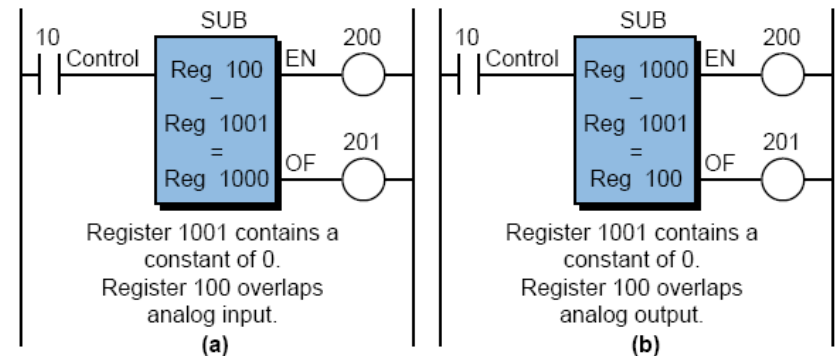 SUB
10
Control
Reg 100
EN
200
–
Reg 1001
=
Reg 1000
OF
201
Register 1001 contains a
constant of 0.
Register 100 overlaps
analog input.
(a)
SUB
10
Control
Reg 1000
EN
200
–
Reg 1001
=
Reg 100
OF
201
Register 1001 contains a
constant of 0.
Register 100 overlaps
analog output.
(b)